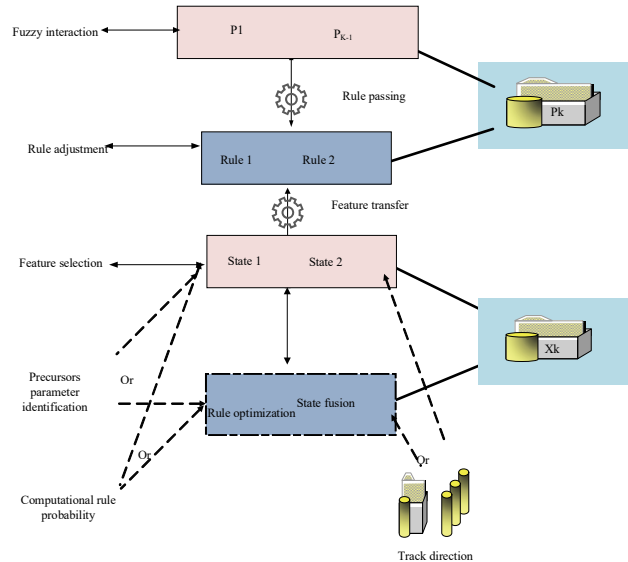 Fuzzy interaction
P1
P_{K-1}
Rule passing
Pk
Rule adjustment
Rule 1
Rule 2
Feature transfer
Feature selection
State 1
State 2
Xk
Precursors
parameter
identification
Or
Rule optimization
State fusion
Or
Or
Computational rule
probability
Track direction